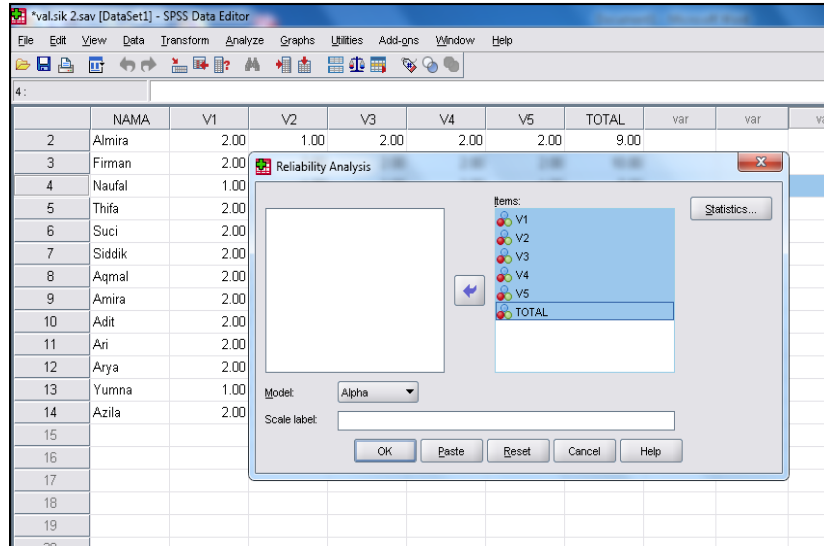 *val.sik 2.sav [DataSet1] - SPSS Data Editor
File Edit View Data Transform Analyze Graphs Utilities Add-ons Window Help
4 :
NAMA V1 V2 V3 V4 V5 TOTAL var var
2 Almira 2.00 1.00 2.00 2.00 2.00 9.00
3 Firman 2.00
4 Naufal 1.00
5 Thifa 2.00
6 Suci 2.00
7 Siddik 2.00
8 Aqmal 2.00
9 Amira 2.00
10 Adit 2.00
11 Ari 2.00
12 Arya 2.00
13 Yumna 1.00
14 Azila 2.00
15
16
17
18
19
Reliability Analysis
Items:
V1
V2
V3
V4
V5
TOTAL
Statistics...
Model: Alpha
Scale label:
OK Paste Reset Cancel Help